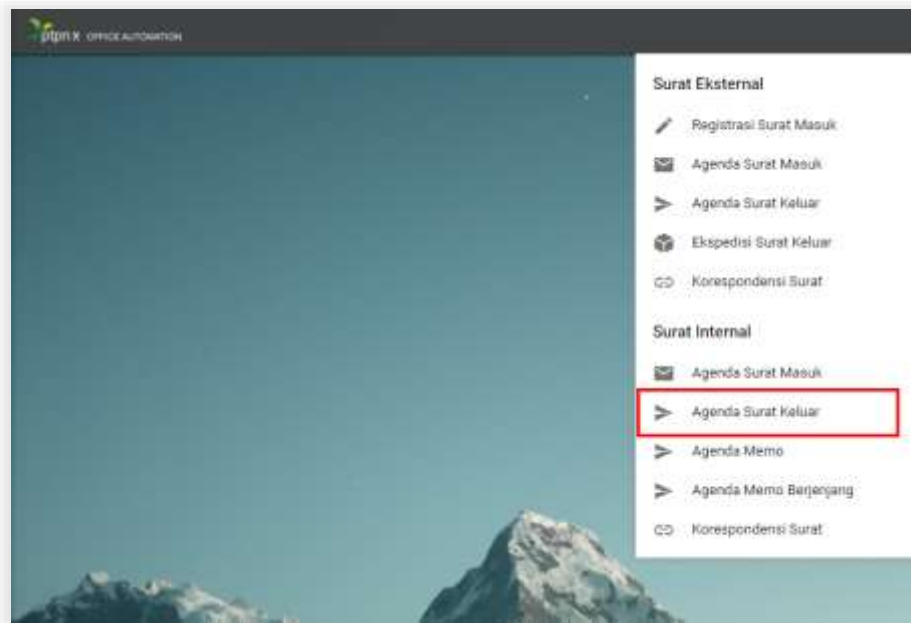 ptpn x OFFICE AUTOMATION
Surat Eksternal
Registrasi Surat Masuk
Agenda Surat Masuk
Agenda Surat Keluar
Ekspedisi Surat Keluar
Korespondensi Surat
Surat Internal
Agenda Surat Masuk
Agenda Surat Keluar
Agenda Memo
Agenda Memo Berjenjang
Korespondensi Surat